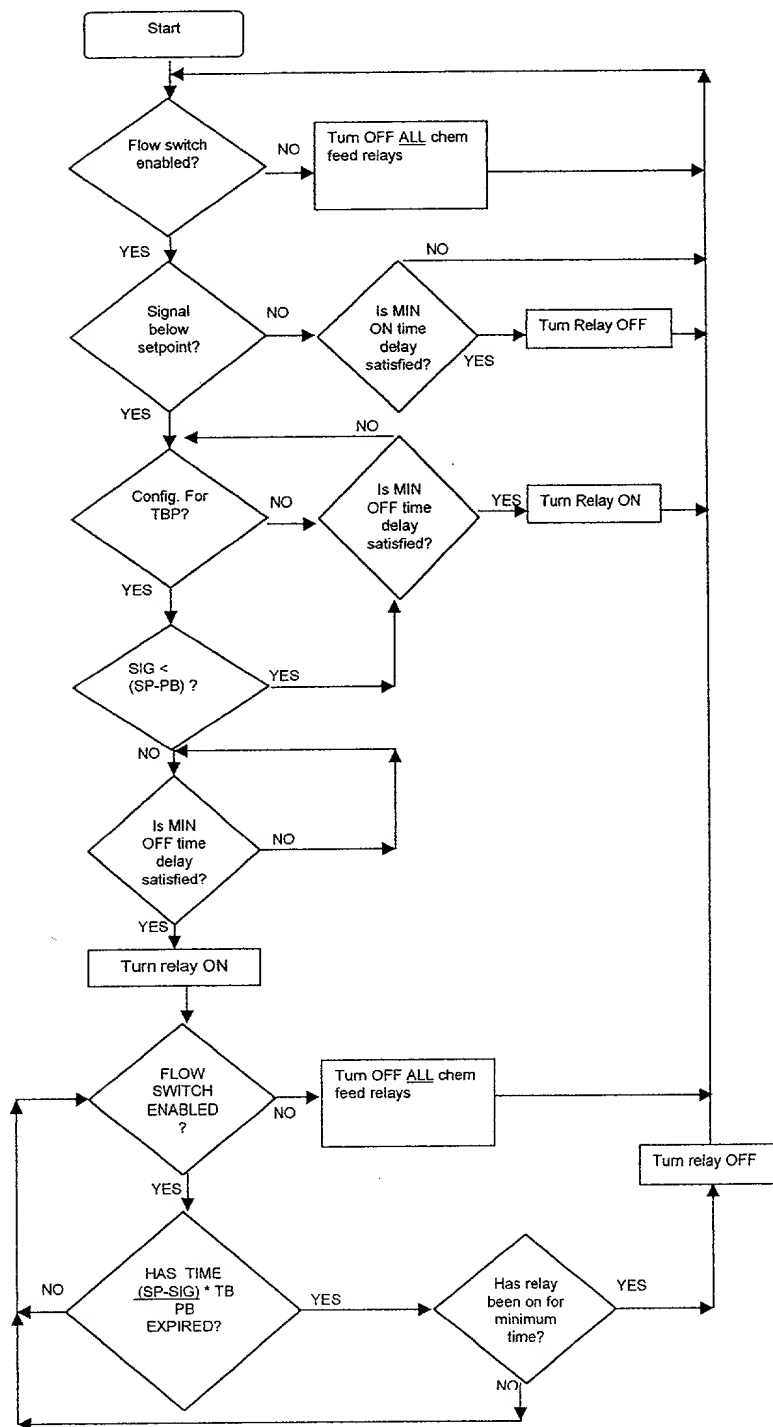 Start
Flow switch
enabled?
NO
Turn OFF ALL chem
feed relays
YES
NO
Signal
below
setpoint?
NO
Is MIN
ON time
delay
satisfied?
YES
Turn Relay OFF
YES
NO
Config. For
TBP?
NO
Is MIN
OFF time
delay
satisfied?
YES
Turn Relay ON
YES
SIG <
(SP-PB) ?
YES
NO
Is MIN
OFF time
delay
satisfied?
NO
YES
Turn relay ON
FLOW
SWITCH
ENABLED
?
NO
Turn OFF ALL chem
feed relays
YES
Turn relay OFF
HAS TIME
(SP-SIG) * TB
PB
EXPIRED?
NO
YES
Has relay
been on for
minimum
time?
YES
NO